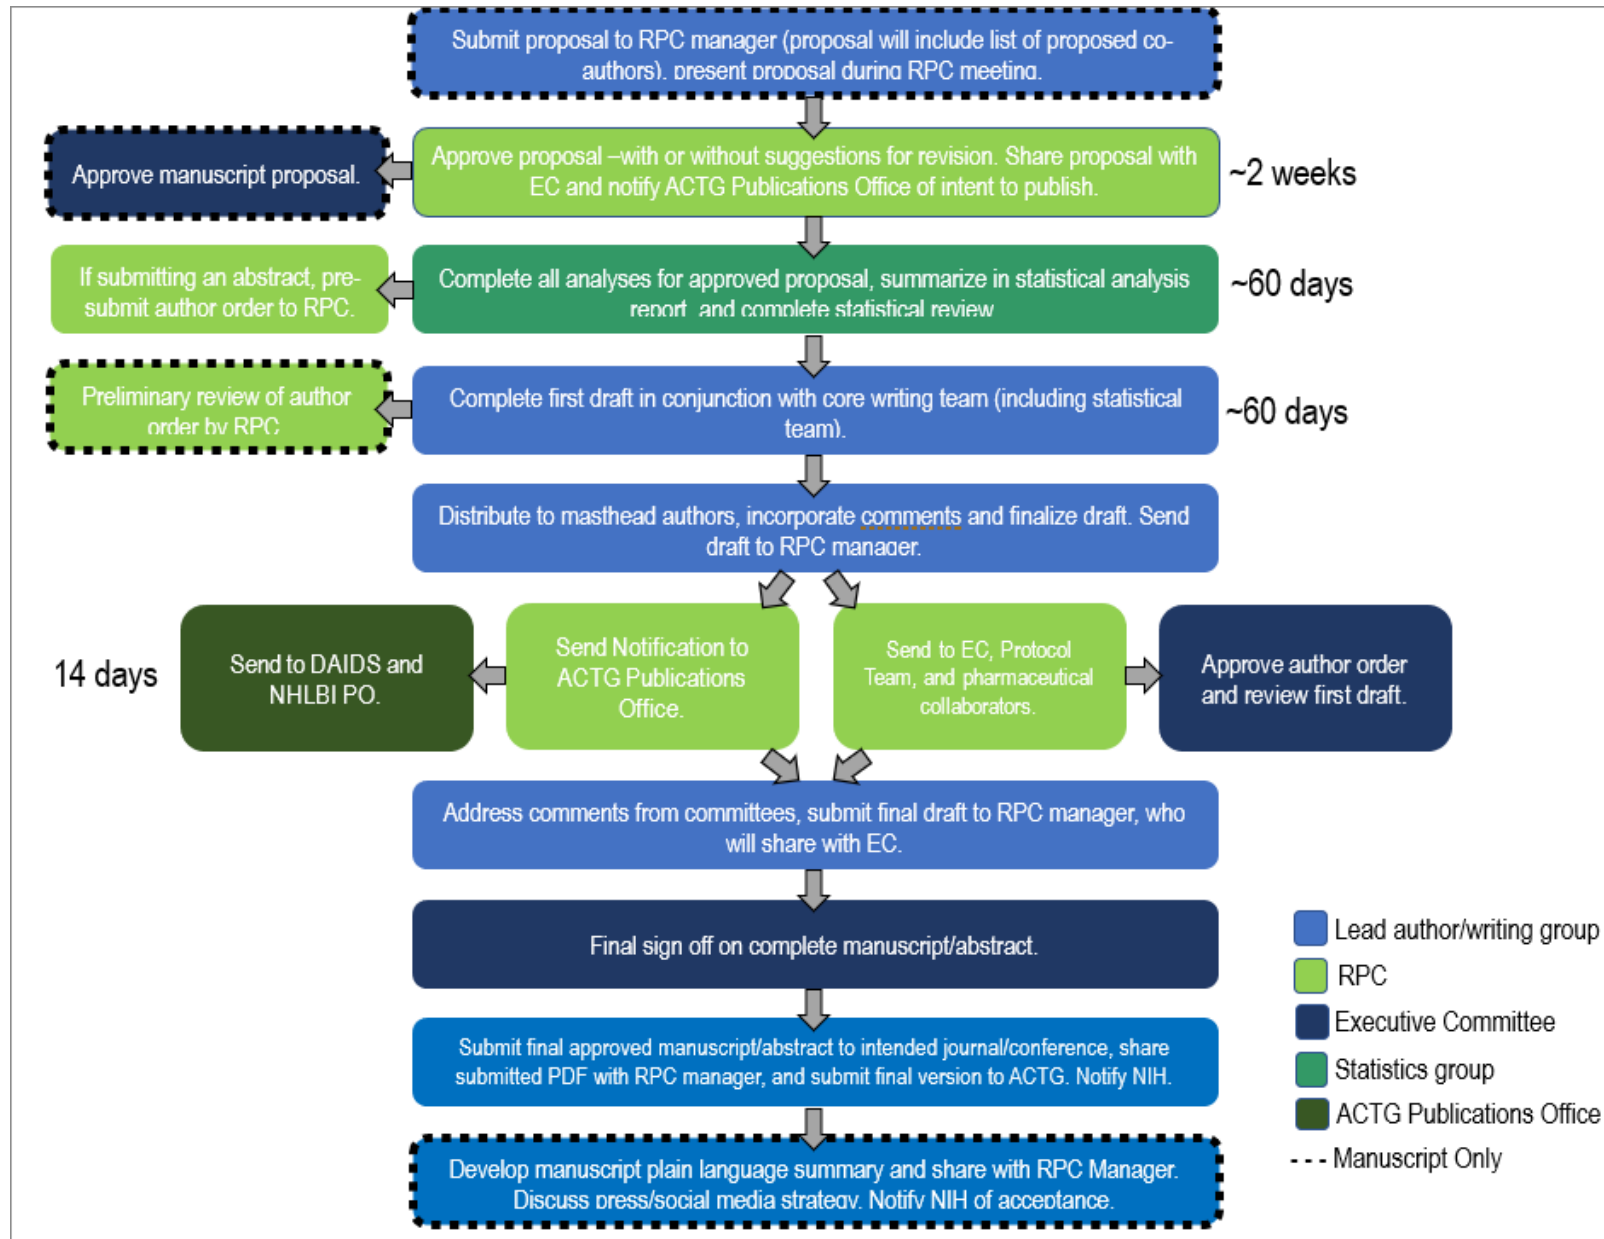 Submit proposal to RPC manager (proposal will include list of proposed co-
authors), present proposal during RPC meeting.
Approve manuscript proposal.
Approve proposal –with or without suggestions for revision. Share proposal with
EC and notify ACTG Publications Office of intent to publish.
~2 weeks
If submitting an abstract, pre-
submit author order to RPC.
Complete all analyses for approved proposal, summarize in statistical analysis
report, and complete statistical review
~60 days
Preliminary review of author
order by RPC
Complete first draft in conjunction with core writing team (including statistical
team).
~60 days
Distribute to masthead authors, incorporate comments and finalize draft. Send
draft to RPC manager.
14 days
Send to DAIDS and
NHLBI PO.
Send Notification to
ACTG Publications
Office.
Send to EC, Protocol
Team, and pharmaceutical
collaborators.
Approve author order
and review first draft.
Address comments from committees, submit final draft to RPC manager, who
will share with EC.
Final sign off on complete manuscript/abstract.
Submit final approved manuscript/abstract to intended journal/conference, share
submitted PDF with RPC manager, and submit final version to ACTG. Notify NIH.
Develop manuscript plain language summary and share with RPC Manager.
Discuss press/social media strategy. Notify NIH of acceptance.
Lead author/writing group
RPC
Executive Committee
Statistics group
ACTG Publications Office
Manuscript Only